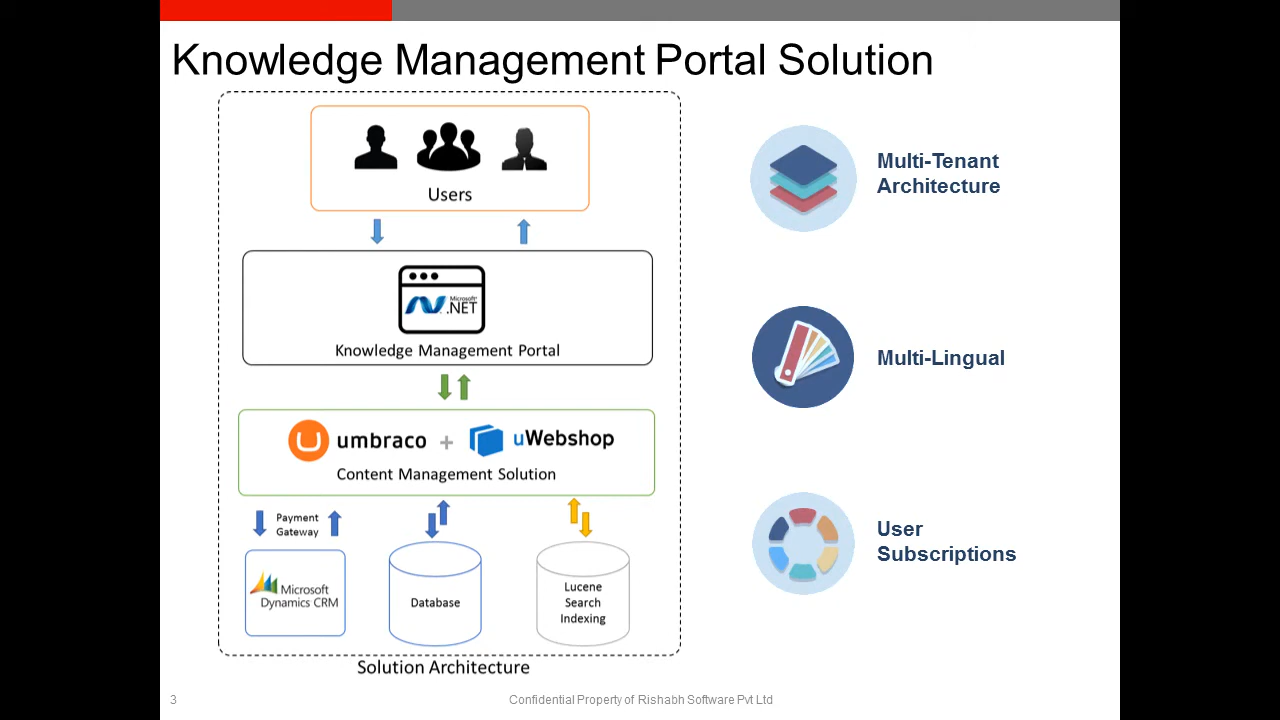 Knowledge Management Portal Solution
Users
Microsoft
.NET
Knowledge Management Portal
umbraco + uWebshop
Content Management Solution
Payment
Gateway
Microsoft
Dynamics CRM
Database
Lucene
Search
Indexing
Solution Architecture
Multi-Tenant
Architecture
Multi-Lingual
User
Subscriptions
3
Confidential Property of Rishabh Software Pvt Ltd